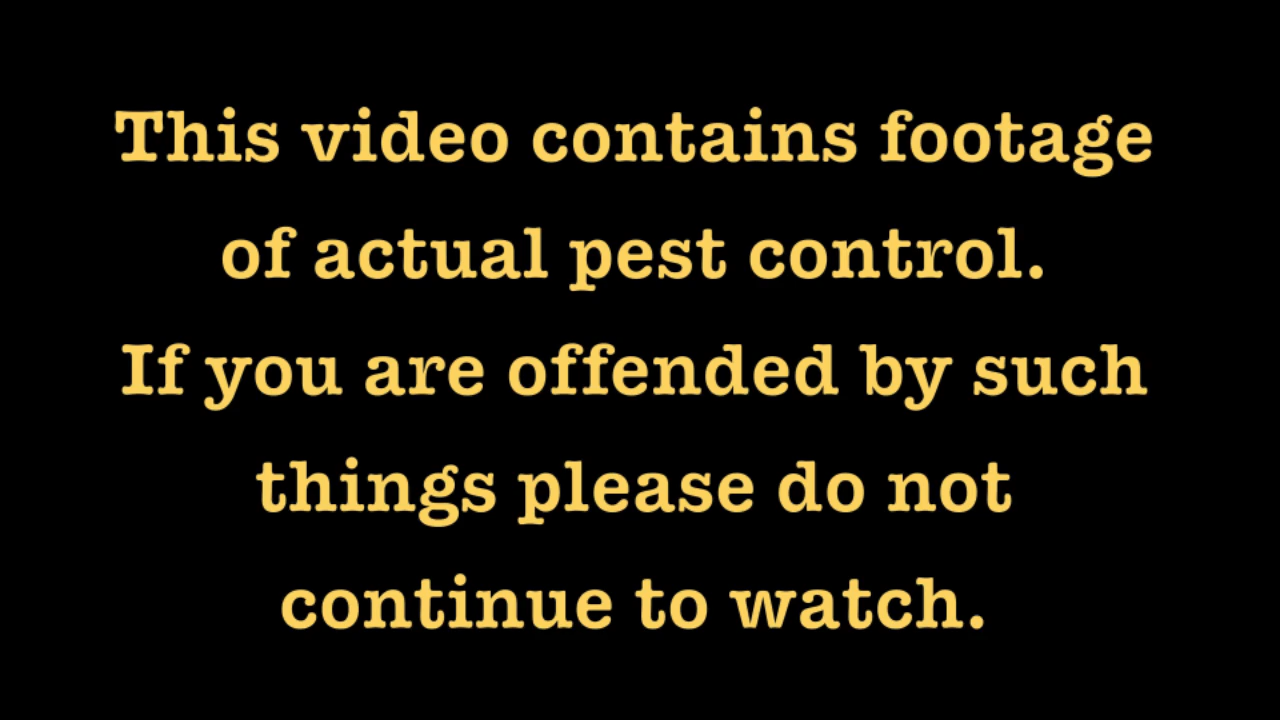 This video contains footage
of actual pest control.
If you are offended by such
things please do not
continue to watch.